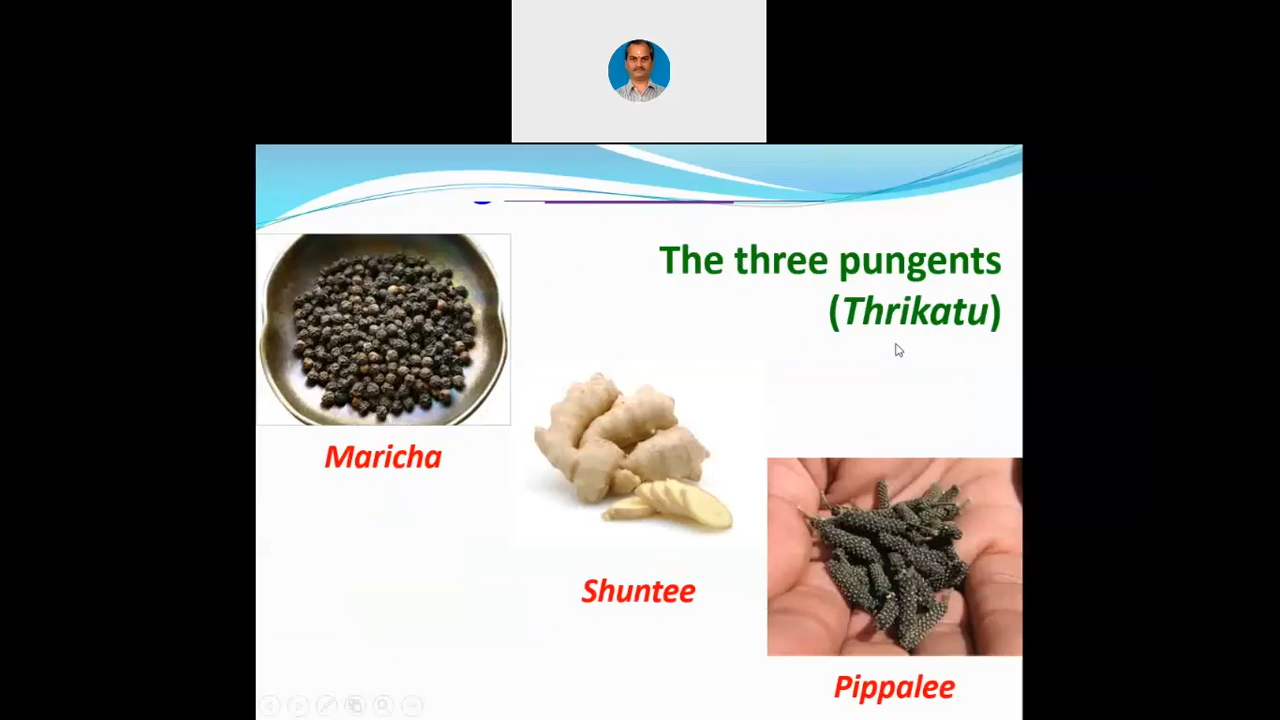 The three pungents
(Thrikatu)
Maricha
Shuntee
Pippalee